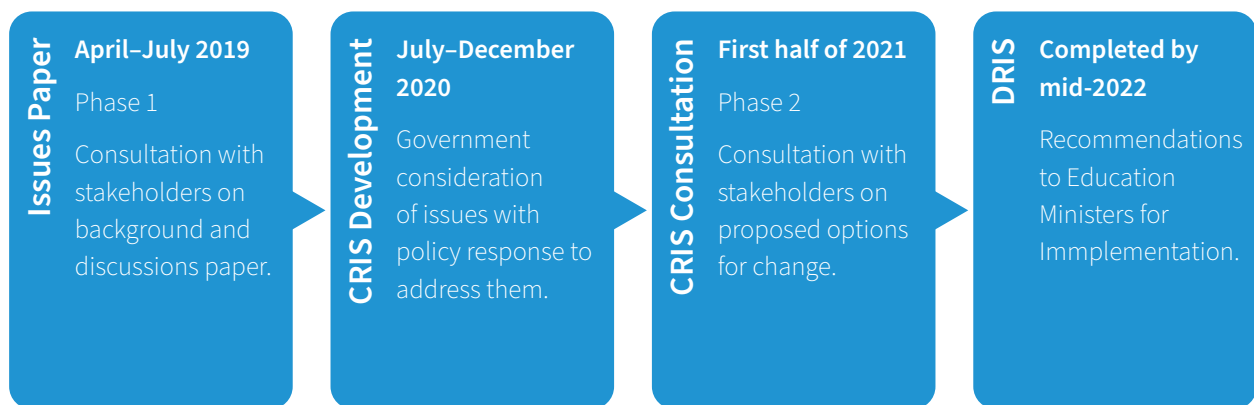 Issues Paper
April–July 2019
Phase 1
Consultation with
stakeholders on
background and
discussions paper.
CRIS Development
July–December
2020
Government
consideration
of issues with
policy response to
address them.
CRIS Consultation
First half of 2021
Phase 2
Consultation with
stakeholders on
proposed options
for change.
DRIS
Completed by
mid-2022
Recommendations
to Education
Ministers for
Immplementation.